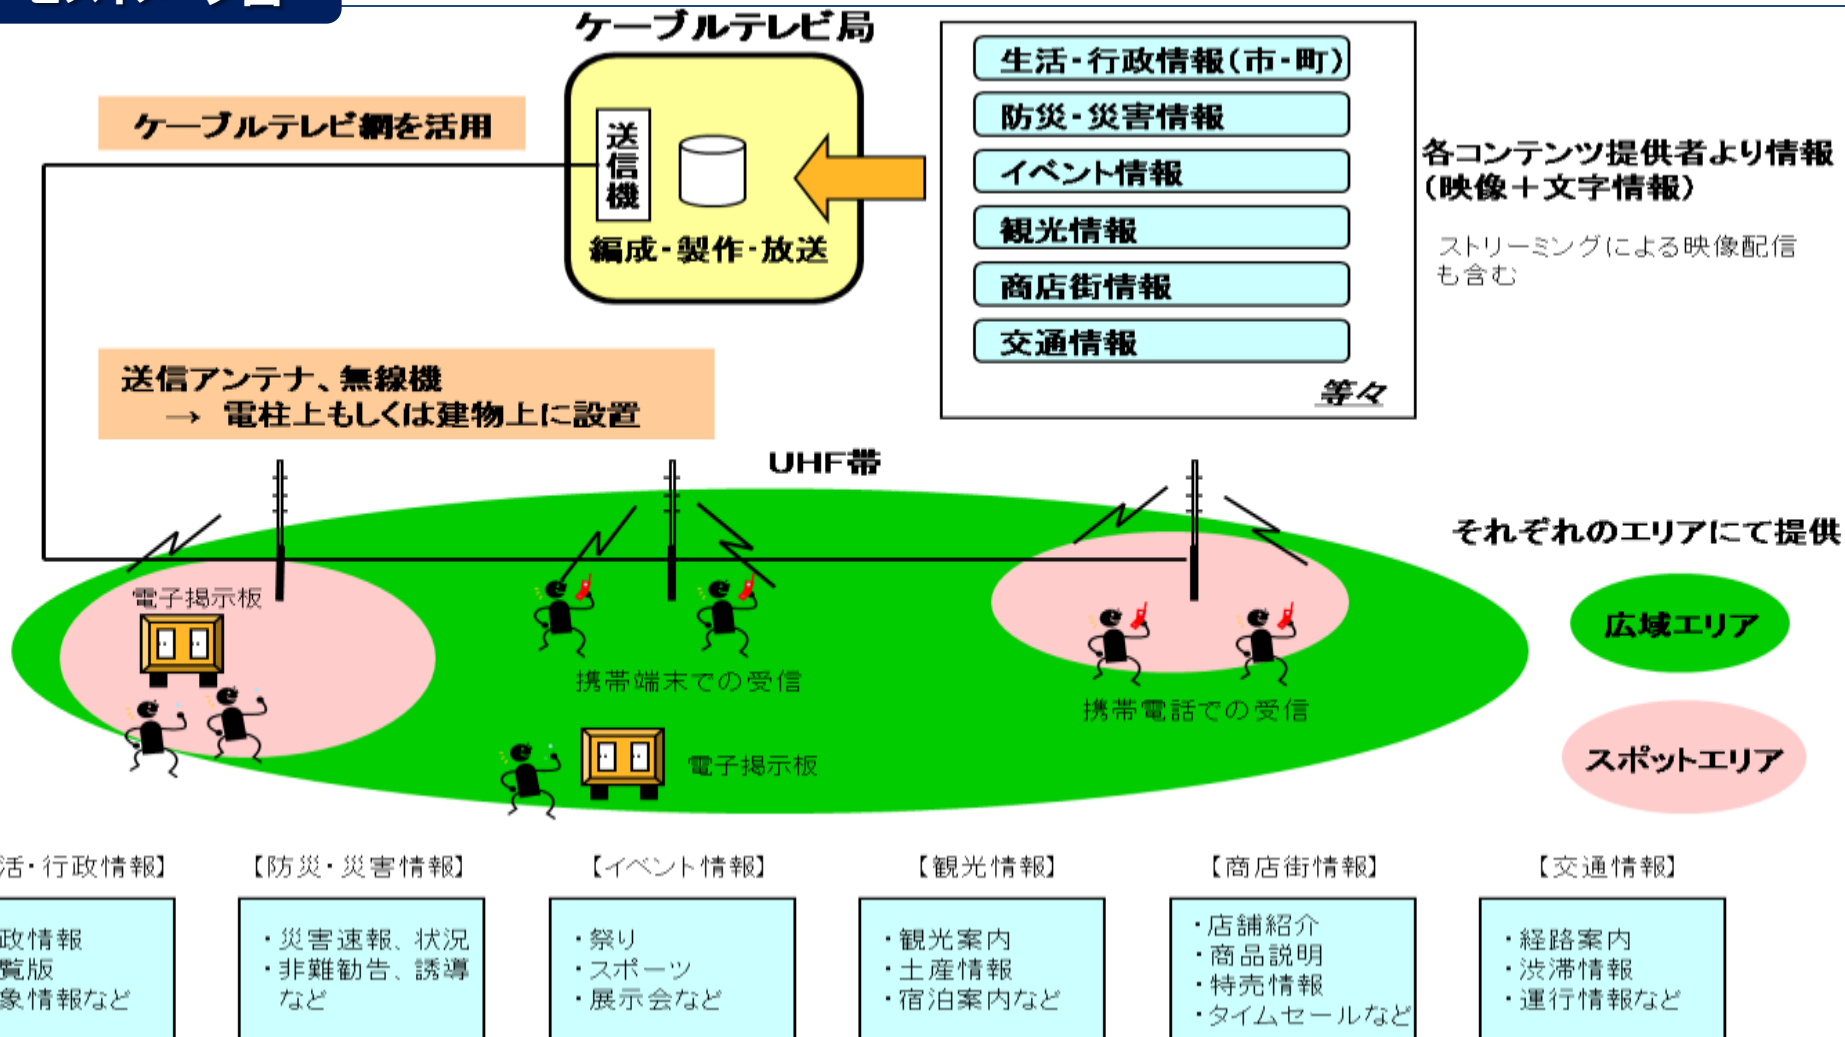 ケーブルテレビ局
生活・行政情報(市・町)
防災・災害情報
イベント情報
観光情報
商店街情報
交通情報
等々
ケーブルテレビ網を活用
送信機
編成・製作・放送
各コンテンツ提供者より情報
(映像+文字情報)
ストリーミングによる映像配信
も含む
送信アンテナ、無線機
→ 電柱上もしくは建物上に設置
UHF帯
それぞれのエリアにて提供
電子掲示板
広域エリア
携帯端末での受信
携帯電話での受信
電子掲示板
スポットエリア
活・行政情報】
政情報
覧版
象情報など
【防災・災害情報】
・災害速報、状況
・非難勧告、誘導
など
【イベント情報】
・祭り
・スポーツ
・展示会など
【観光情報】
・観光案内
・土産情報
・宿泊案内など
【商店街情報】
・店舗紹介
・商品説明
・特売情報
・タイムセールなど
【交通情報】
・経路案内
・渋滞情報
・運行情報など